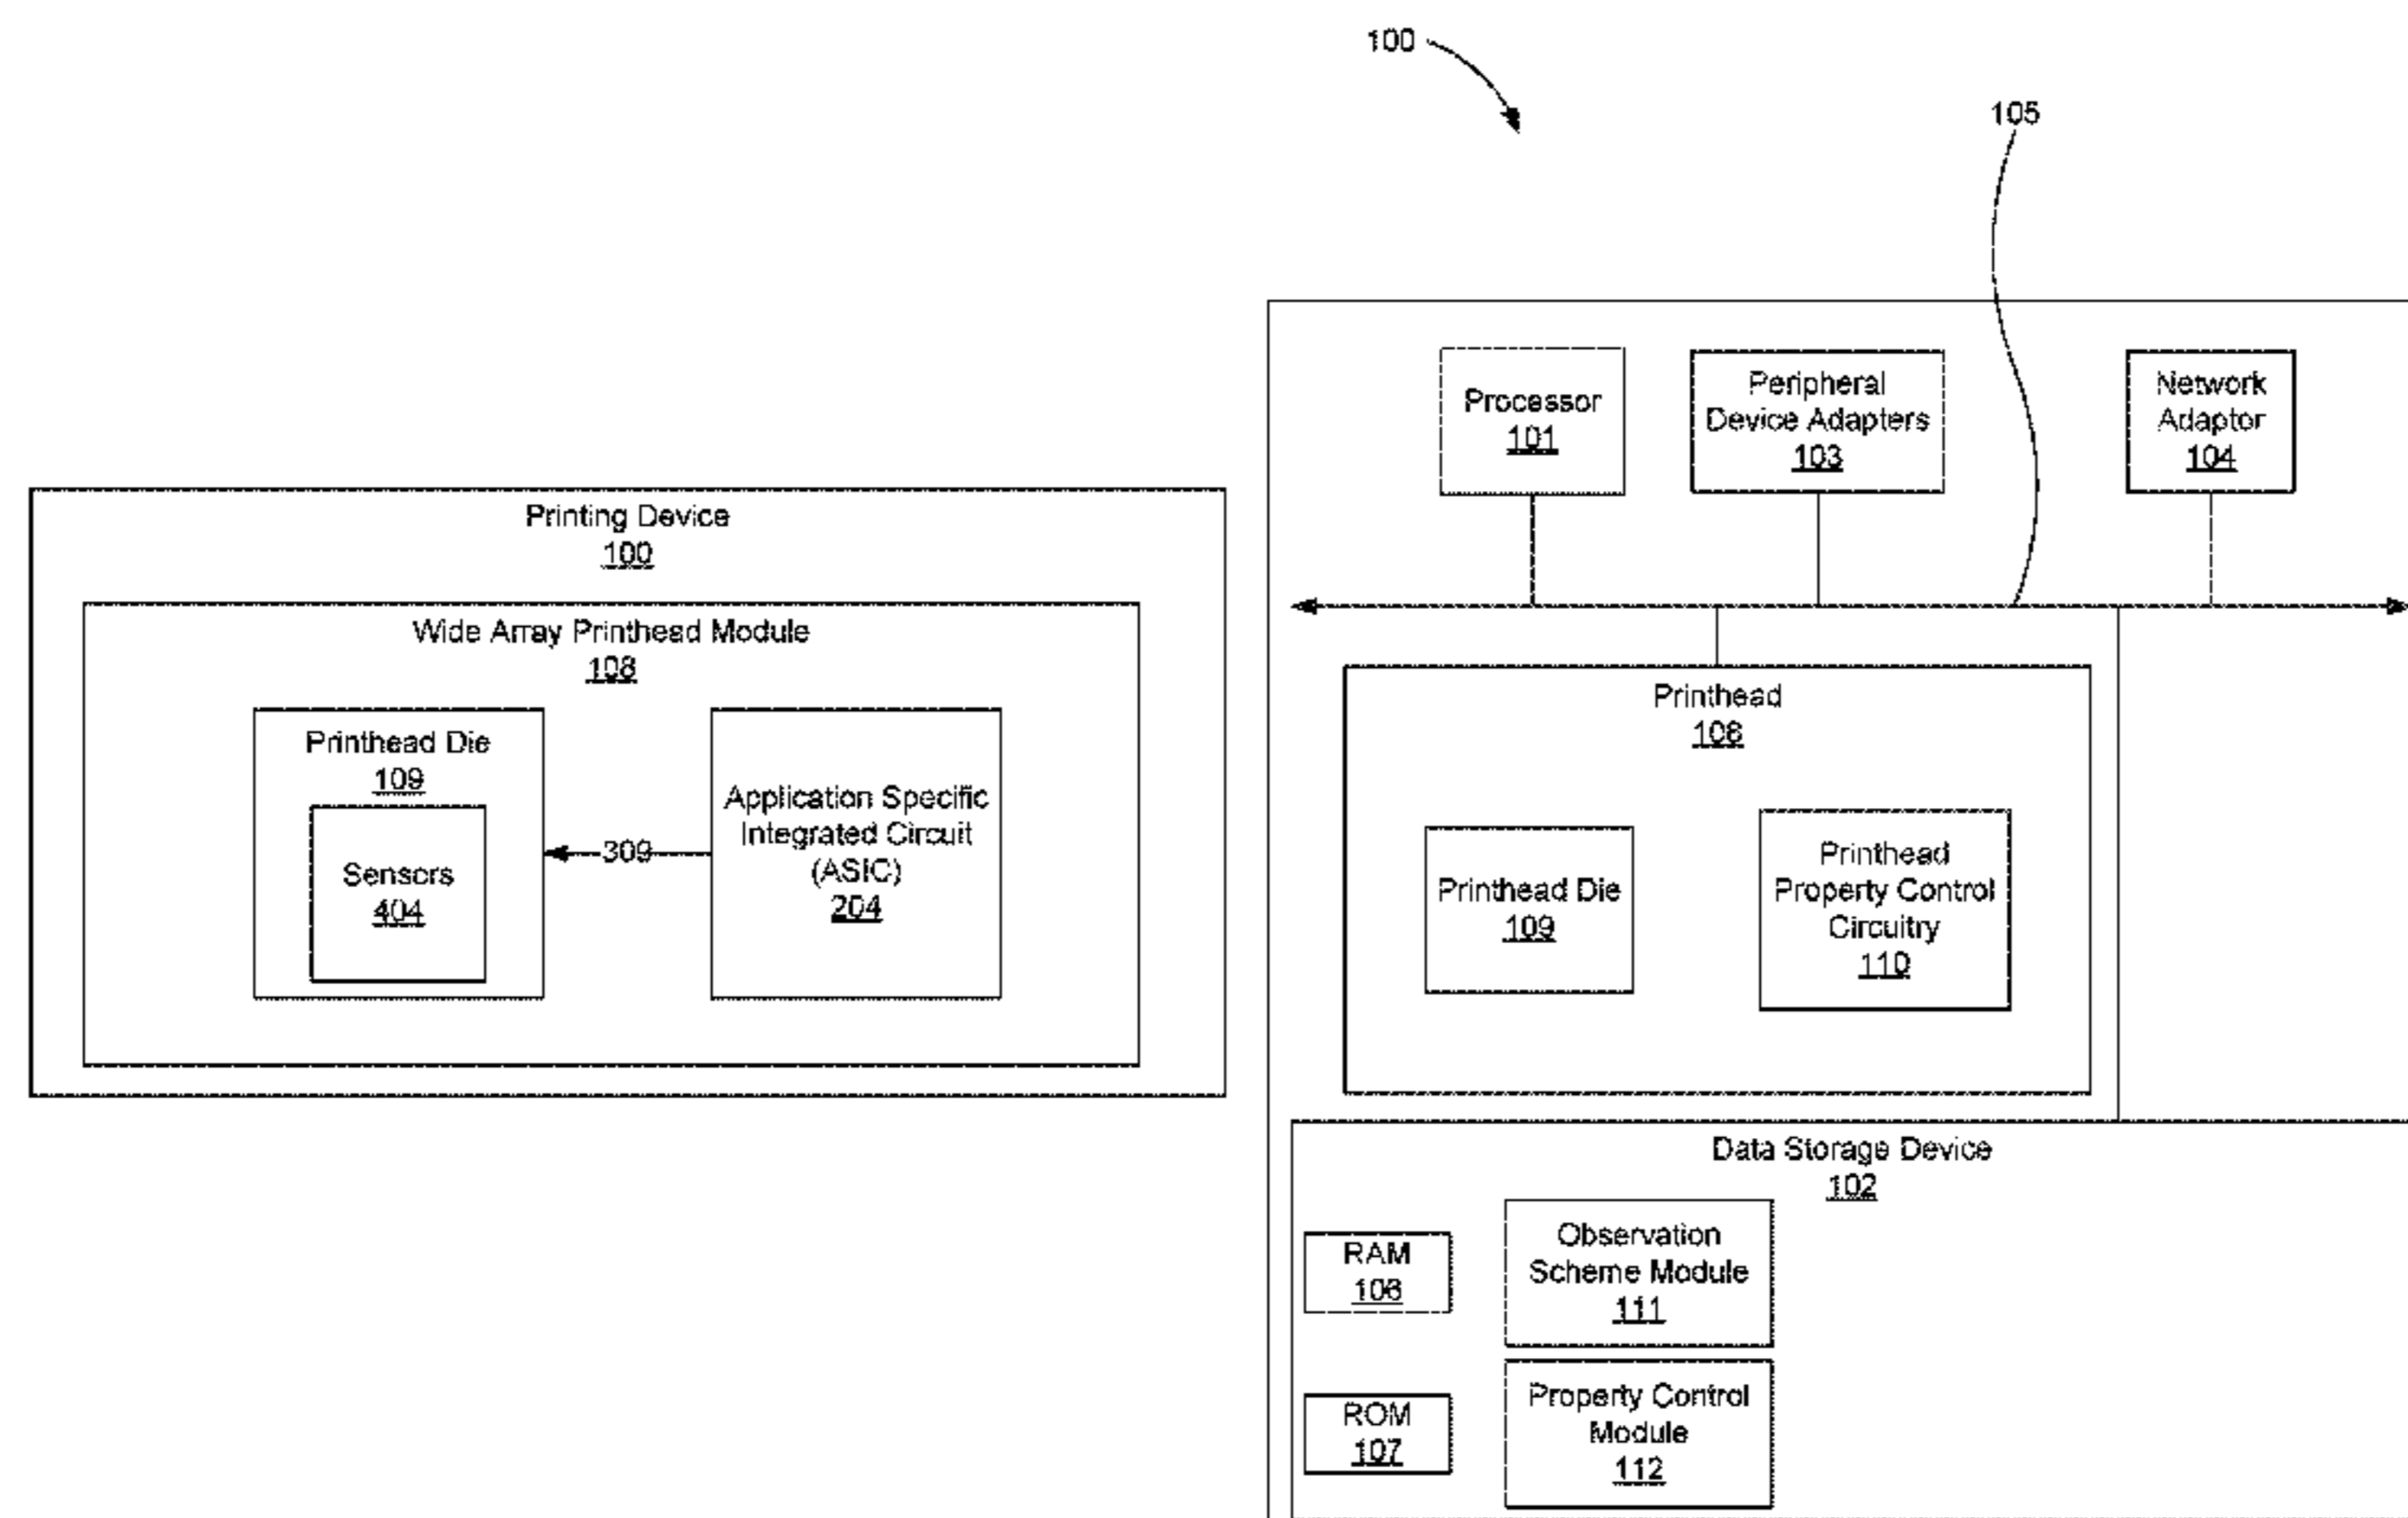 100
105
Printing Device
100
Wide Array Printhead Module
108
Printhead Die
109
Sensors
404
309
Application Specific
Integrated Circuit
(ASIC)
204
Processor
101
Peripheral
Device Adapters
103
Network
Adaptor
104
Printhead
108
Printhead Die
109
Printhead
Property Control
Circuitry
110
Data Storage Device
102
RAM
106
Observation
Scheme Module
111
ROM
107
Property Control
Module
112